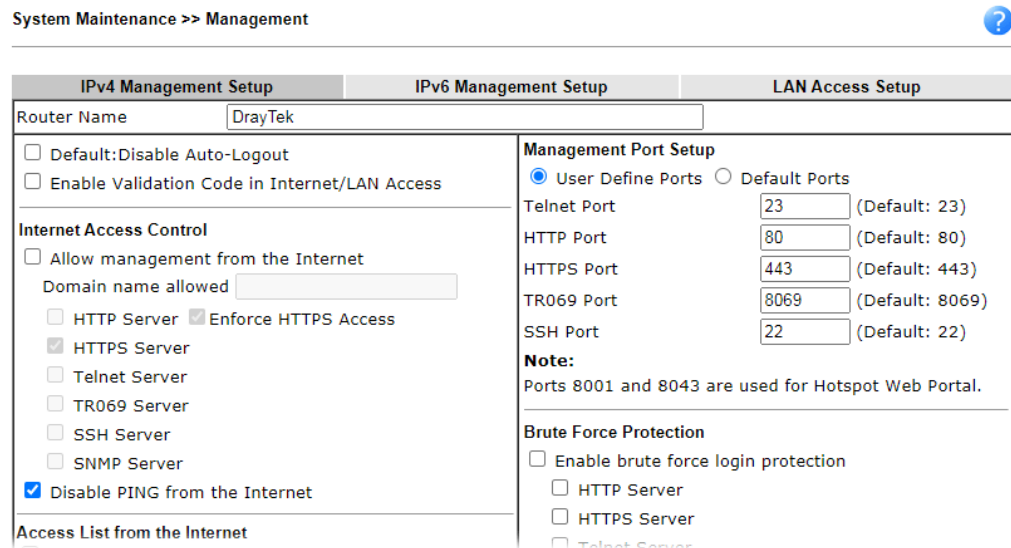 System Maintenance >> Management
?
IPv4 Management Setup
IPv6 Management Setup
LAN Access Setup
Router Name DrayTek
Default:Disable Auto-Logout
Enable Validation Code in Internet/LAN Access
Internet Access Control
Allow management from the Internet
Domain name allowed
HTTP Server Enforce HTTPS Access
HTTPS Server
Telnet Server
TR069 Server
SSH Server
SNMP Server
Disable PING from the Internet
Access List from the Internet
Management Port Setup
User Define Ports Default Ports
Telnet Port 23 (Default: 23)
HTTP Port 80 (Default: 80)
HTTPS Port 443 (Default: 443)
TR069 Port 8069 (Default: 8069)
SSH Port 22 (Default: 22)
Note:
Ports 8001 and 8043 are used for Hotspot Web Portal.
Brute Force Protection
Enable brute force login protection
HTTP Server
HTTPS Server
Telnet Server